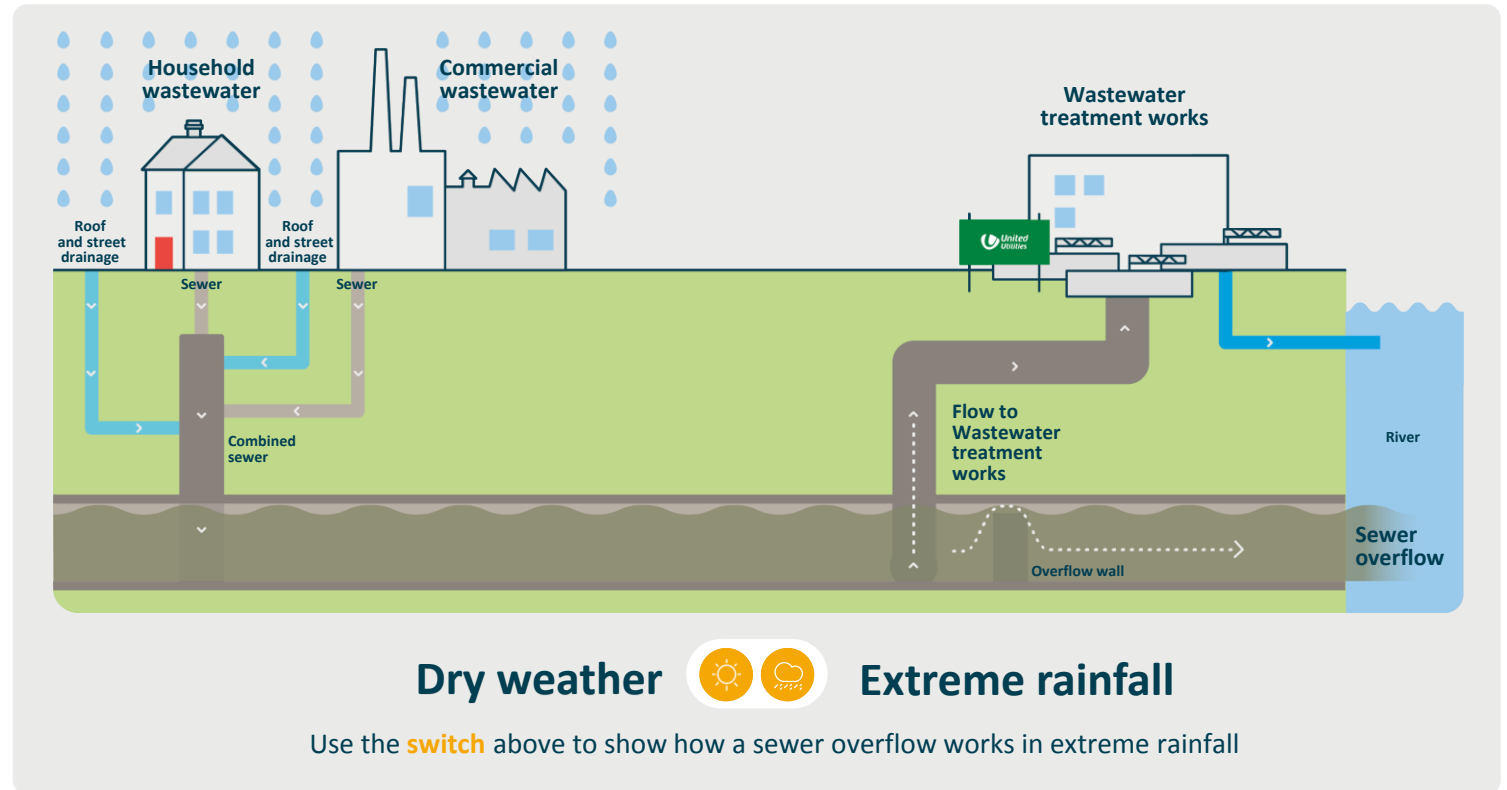 Household
wastewater
Commercial
wastewater
Wastewater
treatment works
Roof
and street
drainage
Roof
and street
drainage
United
Utilities
Sewer
Sewer
Combined
sewer
Flow to
Wastewater
treatment
works
River
Sewer
overflow
Overflow wall
Dry weather
Extreme rainfall
Use the switch above to show how a sewer overflow works in extreme rainfall